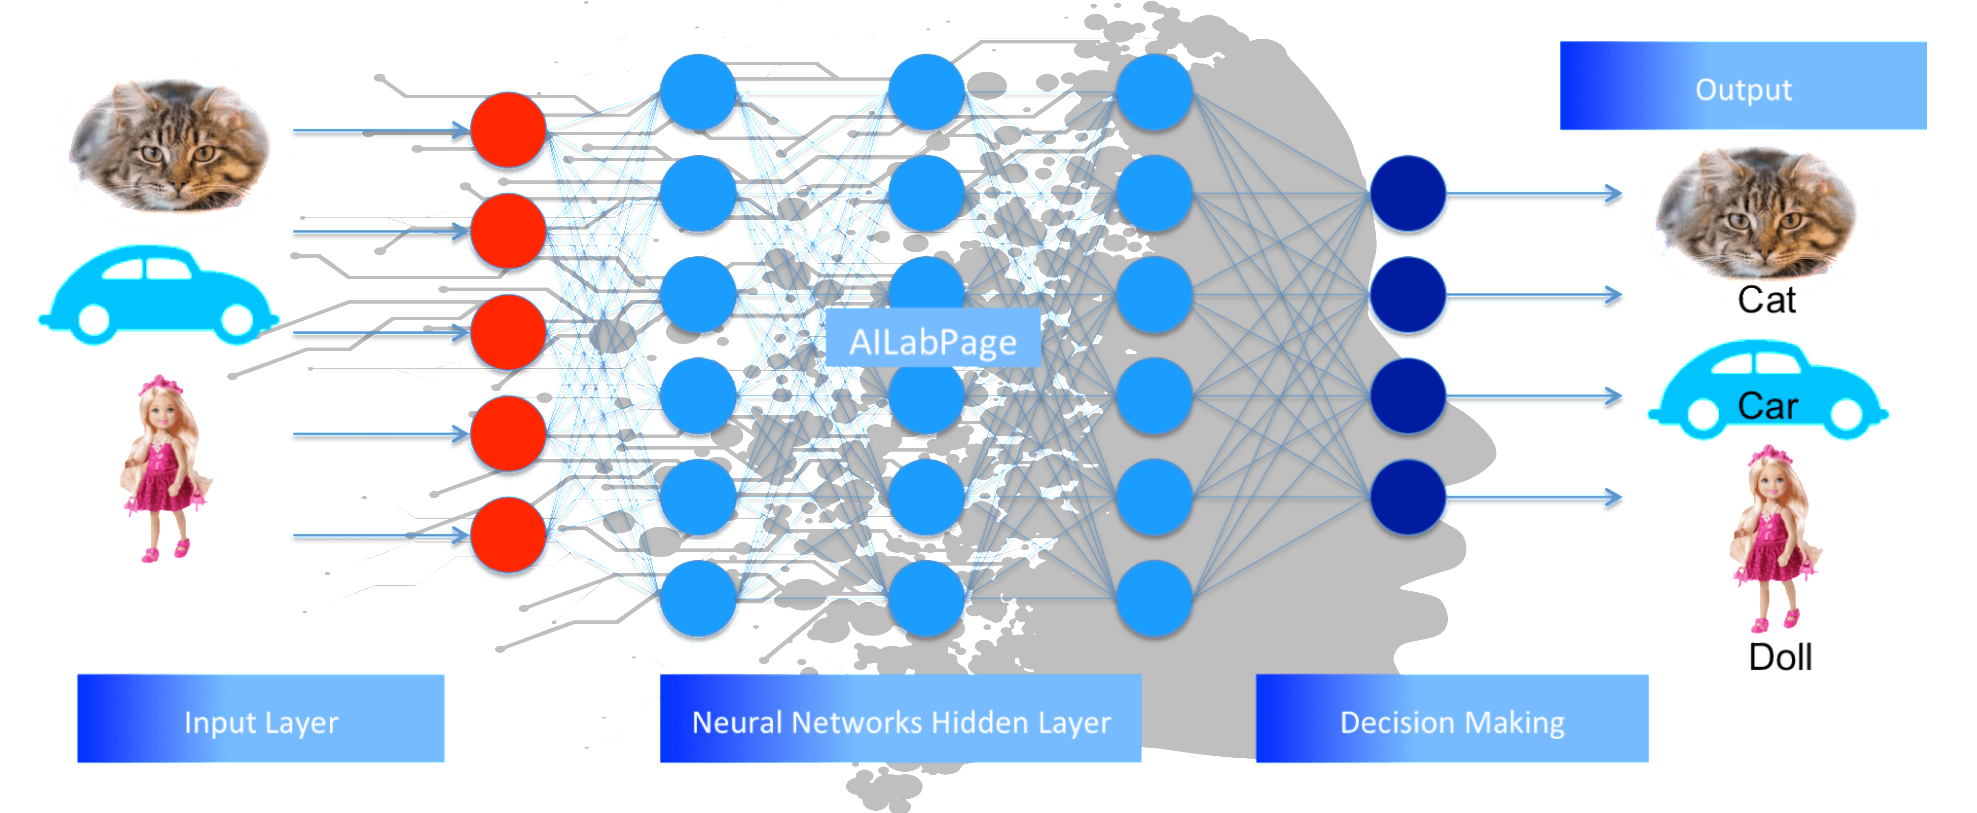 Output
Cat
AILabPage
Car
Doll
Input Layer
Neural Networks Hidden Layer
Decision Making